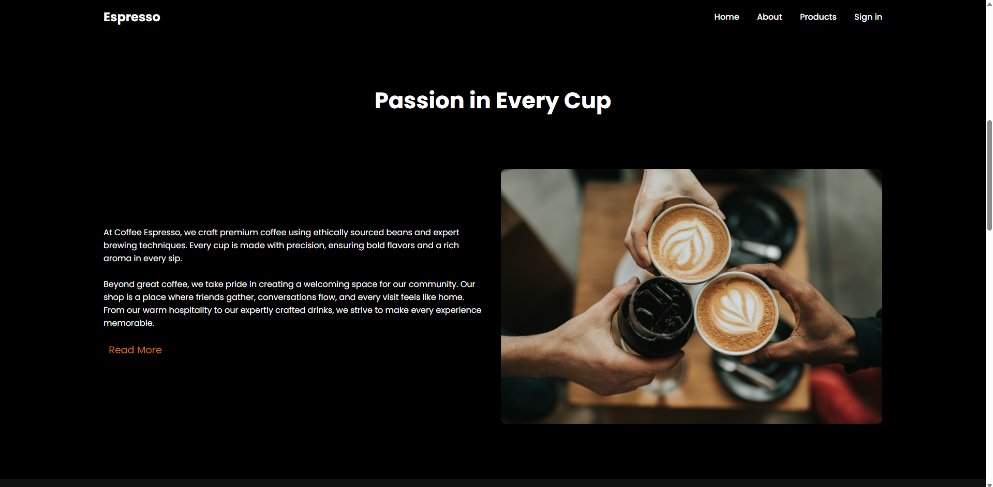 Espresso
Home About Products Sign in
Passion in Every Cup
At Coffee Espresso, we craft premium coffee using ethically sourced beans and expert
brewing techniques. Every cup is made with precision, ensuring bold flavors and a rich
aroma in every sip.
Beyond great coffee, we take pride in creating a welcoming space for our community. Our
shop is a place where friends gather, conversations flow, and every visit feels like home.
From our warm hospitality to our expertly crafted drinks, we strive to make every experience
memorable.
Read More